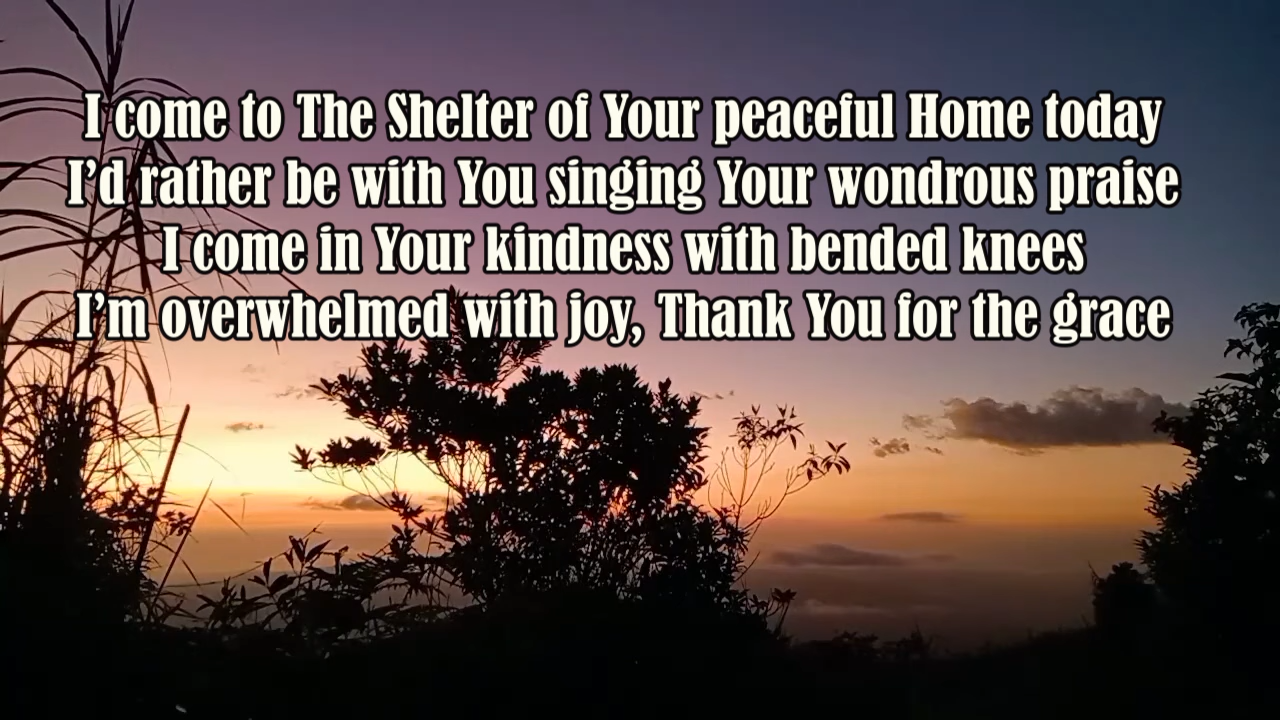 I come to The Shelter of Your peaceful Home today
I’d rather be with You singing Your wondrous praise
I come in Your kindness with bended knees
I’m overwhelmed with joy, Thank You for the grace